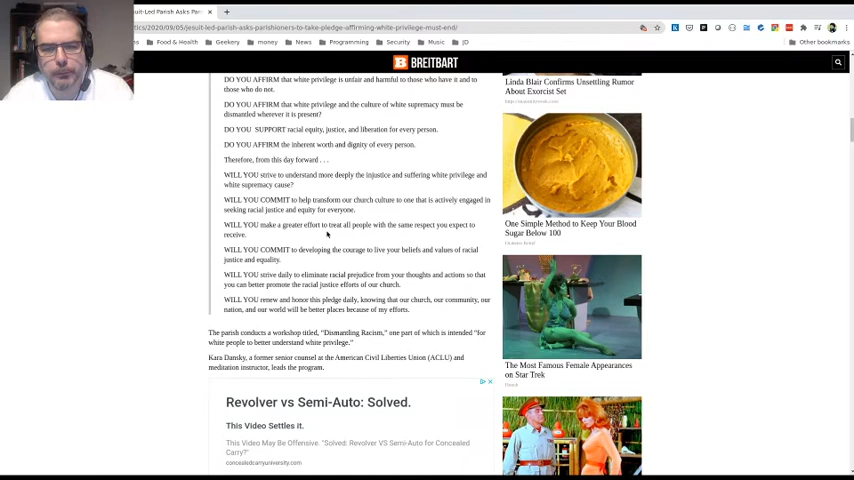 esuit-Led Parish Asks Paris
tics/2020/09/05/jesuit-led-parish-asks-parishioners-to-take-pledge-affirming-white-privilege-must-end/
Food & Health
Geekery
money
News
Programming
Security
Music
JD
Other bookmarks
BREITBART
DO YOU AFFIRM that white privilege is unfair and harmful to those who have it and to
those who do not.
DO YOU AFFIRM that white privilege and the culture of white supremacy must be
dismantled wherever it is present?
DO YOU SUPPORT racial equity, justice, and liberation for every person.
DO YOU AFFIRM the inherent worth and dignity of every person.
Therefore, from this day forward . . .
WILL YOU strive to understand more deeply the injustice and suffering white privilege and
white supremacy cause?
WILL YOU COMMIT to help transform our church culture to one that is actively engaged in
seeking racial justice and equity for everyone.
WILL YOU make a greater effort to treat all people with the same respect you expect to
receive.
WILL YOU COMMIT to developing the courage to live your beliefs and values of racial
justice and equality.
WILL YOU strive daily to eliminate racial prejudice from your thoughts and actions so that
you can better promote the racial justice efforts of our church.
WILL YOU renew and honor this pledge daily, knowing that our church, our community, our
nation, and our world will be better places because of my efforts.
The parish conducts a workshop titled, “Dismantling Racism,” one part of which is intended “for
white people to better understand white privilege.”
Kara Dansky, a former senior counsel at the American Civil Liberties Union (ACLU) and
meditation instructor, leads the program.
Revolver vs Semi-Auto: Solved.
This Video Settles it.
This Video May Be Offensive. "Solved: Revolver VS Semi-Auto for Concealed
Carry?"
concealedcarryuniversity.com
Linda Blair Confirms Unsettling Rumor
About Exorcist Set
One Simple Method to Keep Your Blood
Sugar Below 100
The Most Famous Female Appearances
on Star Trek